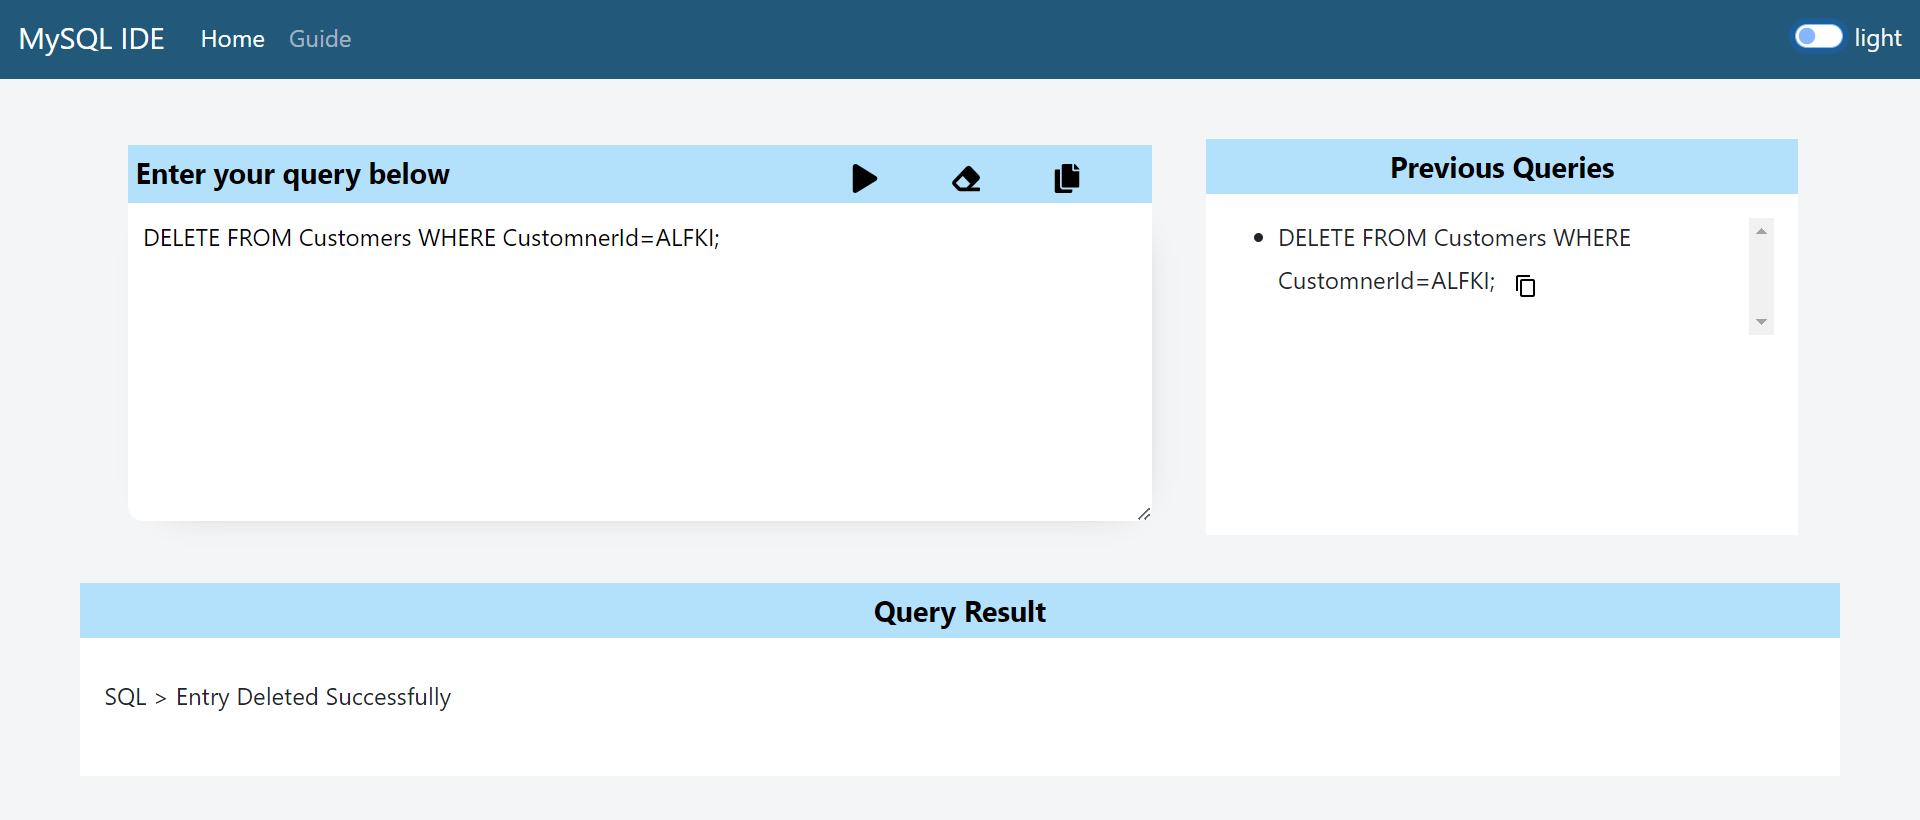 MySQL IDE Home Guide light
Enter your query below
DELETE FROM Customers WHERE CustomnerId=ALFKI;
Previous Queries
DELETE FROM Customers WHERE
CustomnerId=ALFKI;
Query Result
SQL > Entry Deleted Successfully